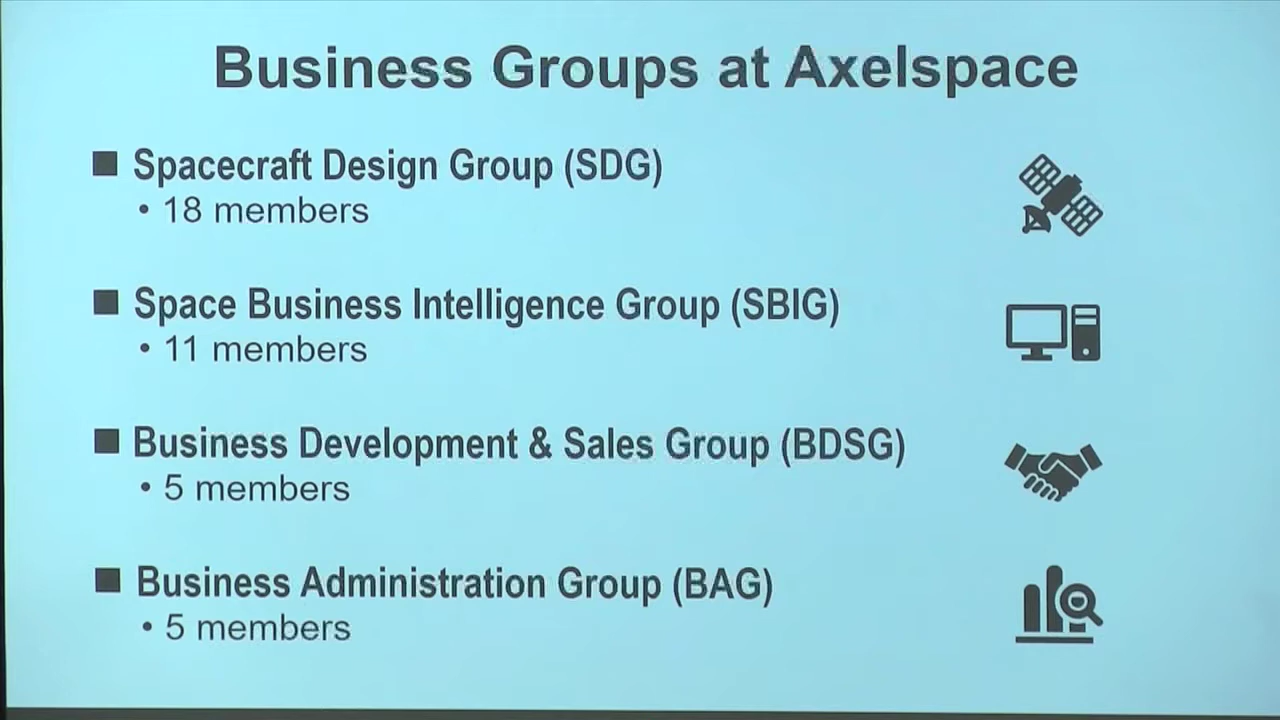 Business Groups at Axelspace
■ Spacecraft Design Group (SDG)
• 18 members
■ Space Business Intelligence Group (SBIG)
• 11 members
■ Business Development & Sales Group (BDSG)
• 5 members
■ Business Administration Group (BAG)
• 5 members